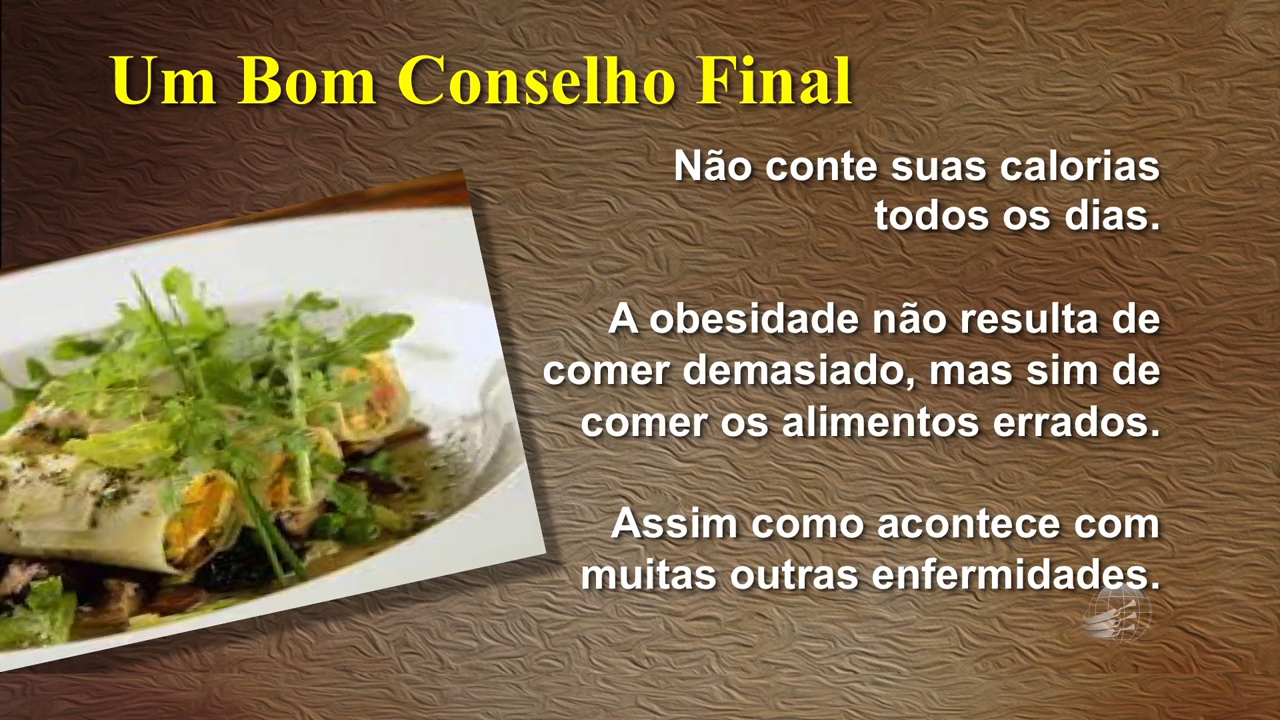 Um Bom Conselho Final
Não conte suas calorias
todos os dias.
A obesidade não resulta de
comer demasiado, mas sim de
comer os alimentos errados.
Assim como acontece com
muitas outras enfermidades.